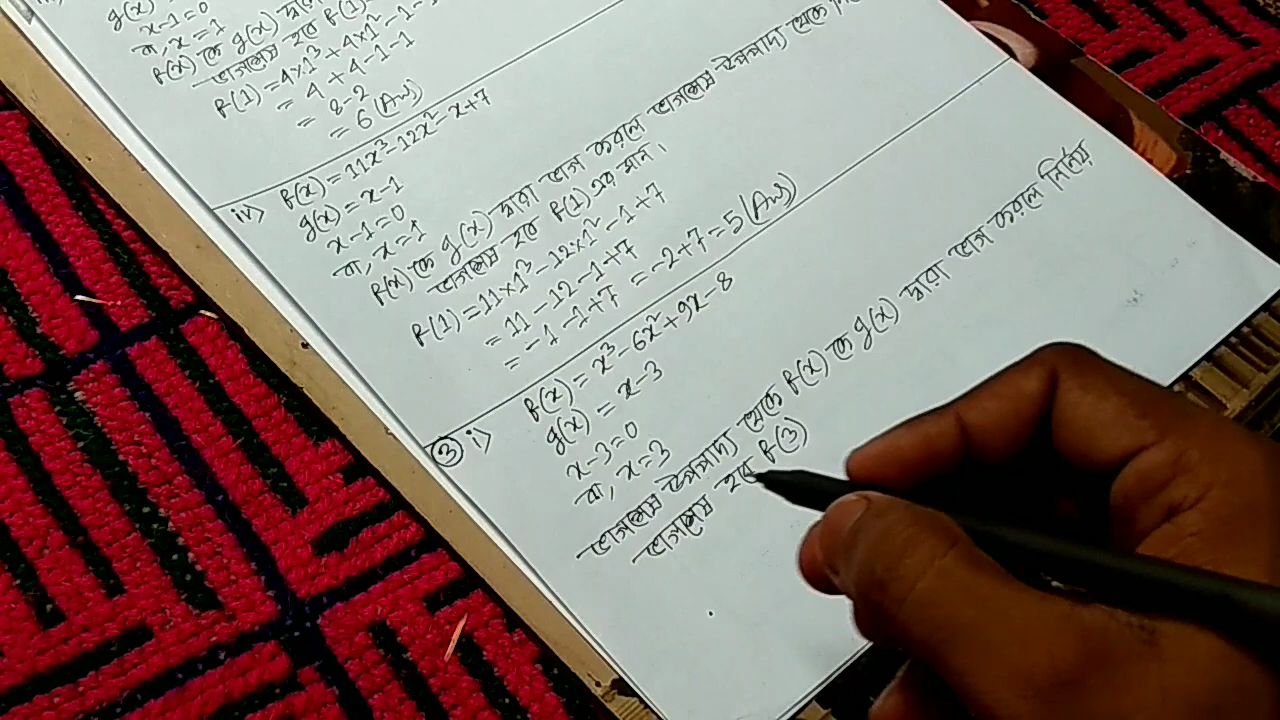 g(x)
x-1=0
বা, x=1
f(x) কে g(x) দ্বারা
ভাগশেষ হবে f(1)
f(1)=4×1³+4×1²-1-1
= 4+4-1-1
= 8-2
= 6 (Ans)
iv> f(x)=11x³-12x²-x+7
g(x)=x-1
x-1=0
বা, x=1
f(x) কে g(x) দ্বারা ভাগ করলে ভাগশেষ উপপাদ্য থেকে
ভাগশেষ হবে f(1) এর মান।
f(1)=11×1³-12×1²-1+7
= 11-12-1+7
= -1-1+7 = -2+7=5 (Ans)
③ i> f(x)=x³-6x²+9x-8
g(x)=x-3
x-3=0
বা, x=3
ভাগশেষ উপপাদ্য থেকে f(x) কে g(x) দ্বারা ভাগ করলে নির্নেয়
ভাগশেষ হবে f(3)